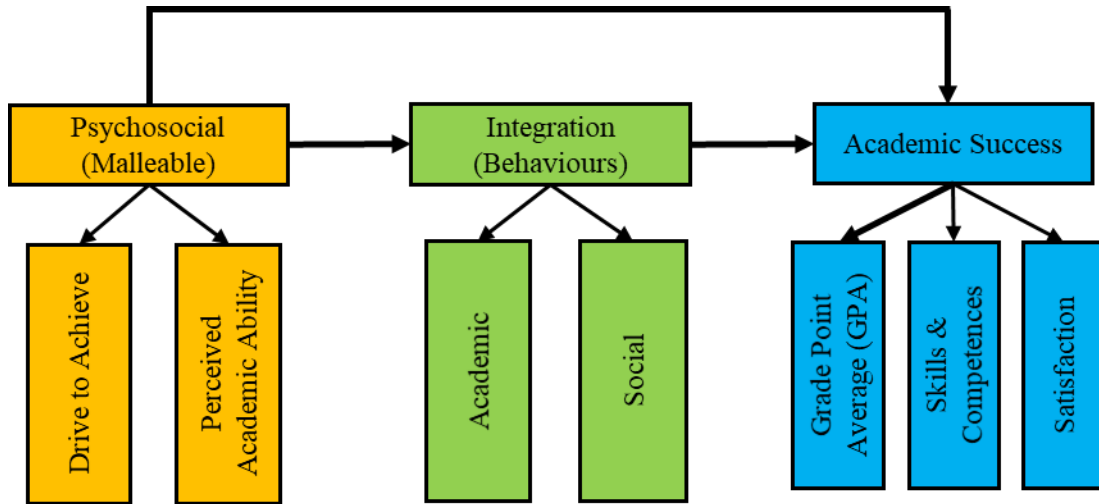 Psychosocial
(Malleable)
Integration
(Behaviours)
Academic Success
Drive to Achieve
Perceived
Academic Ability
Academic
Social
Grade Point
Average (GPA)
Skills &
Competences
Satisfaction